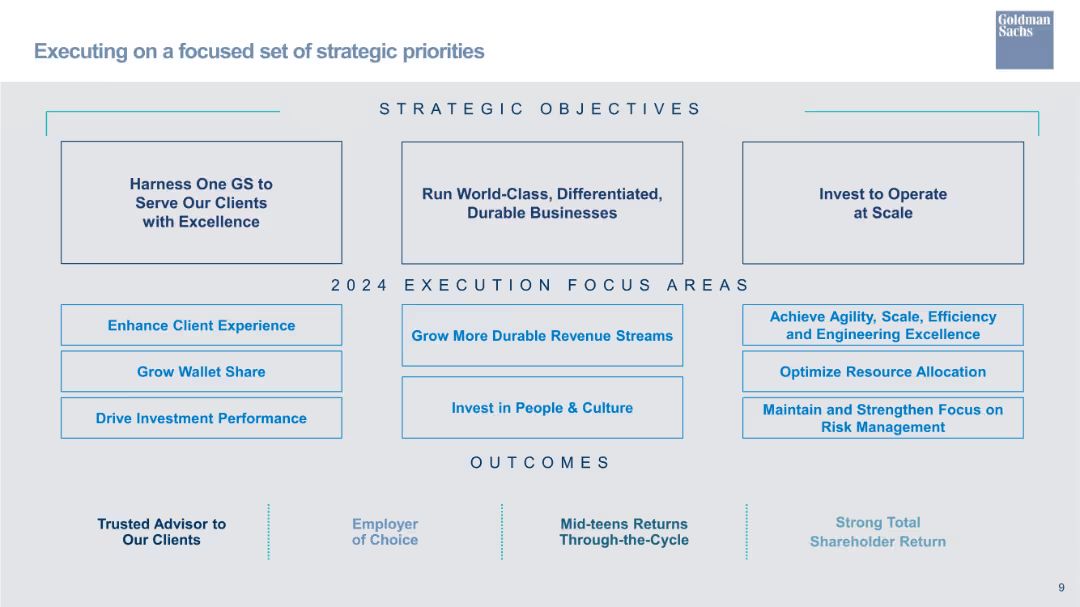 Goldman
Sachs
Executing on a focused set of strategic priorities
STRATEGIC OBJECTIVES
Harness One GS to
Serve Our Clients
with Excellence
Run World-Class, Differentiated,
Durable Businesses
Invest to Operate
at Scale
2024 EXECUTION FOCUS AREAS
Enhance Client Experience
Grow Wallet Share
Drive Investment Performance
Grow More Durable Revenue Streams
Invest in People & Culture
Achieve Agility, Scale, Efficiency
and Engineering Excellence
Optimize Resource Allocation
Maintain and Strengthen Focus on
Risk Management
OUTCOMES
Trusted Advisor to
Our Clients
Employer
of Choice
Mid-teens Returns
Through-the-Cycle
Strong Total
Shareholder Return
9